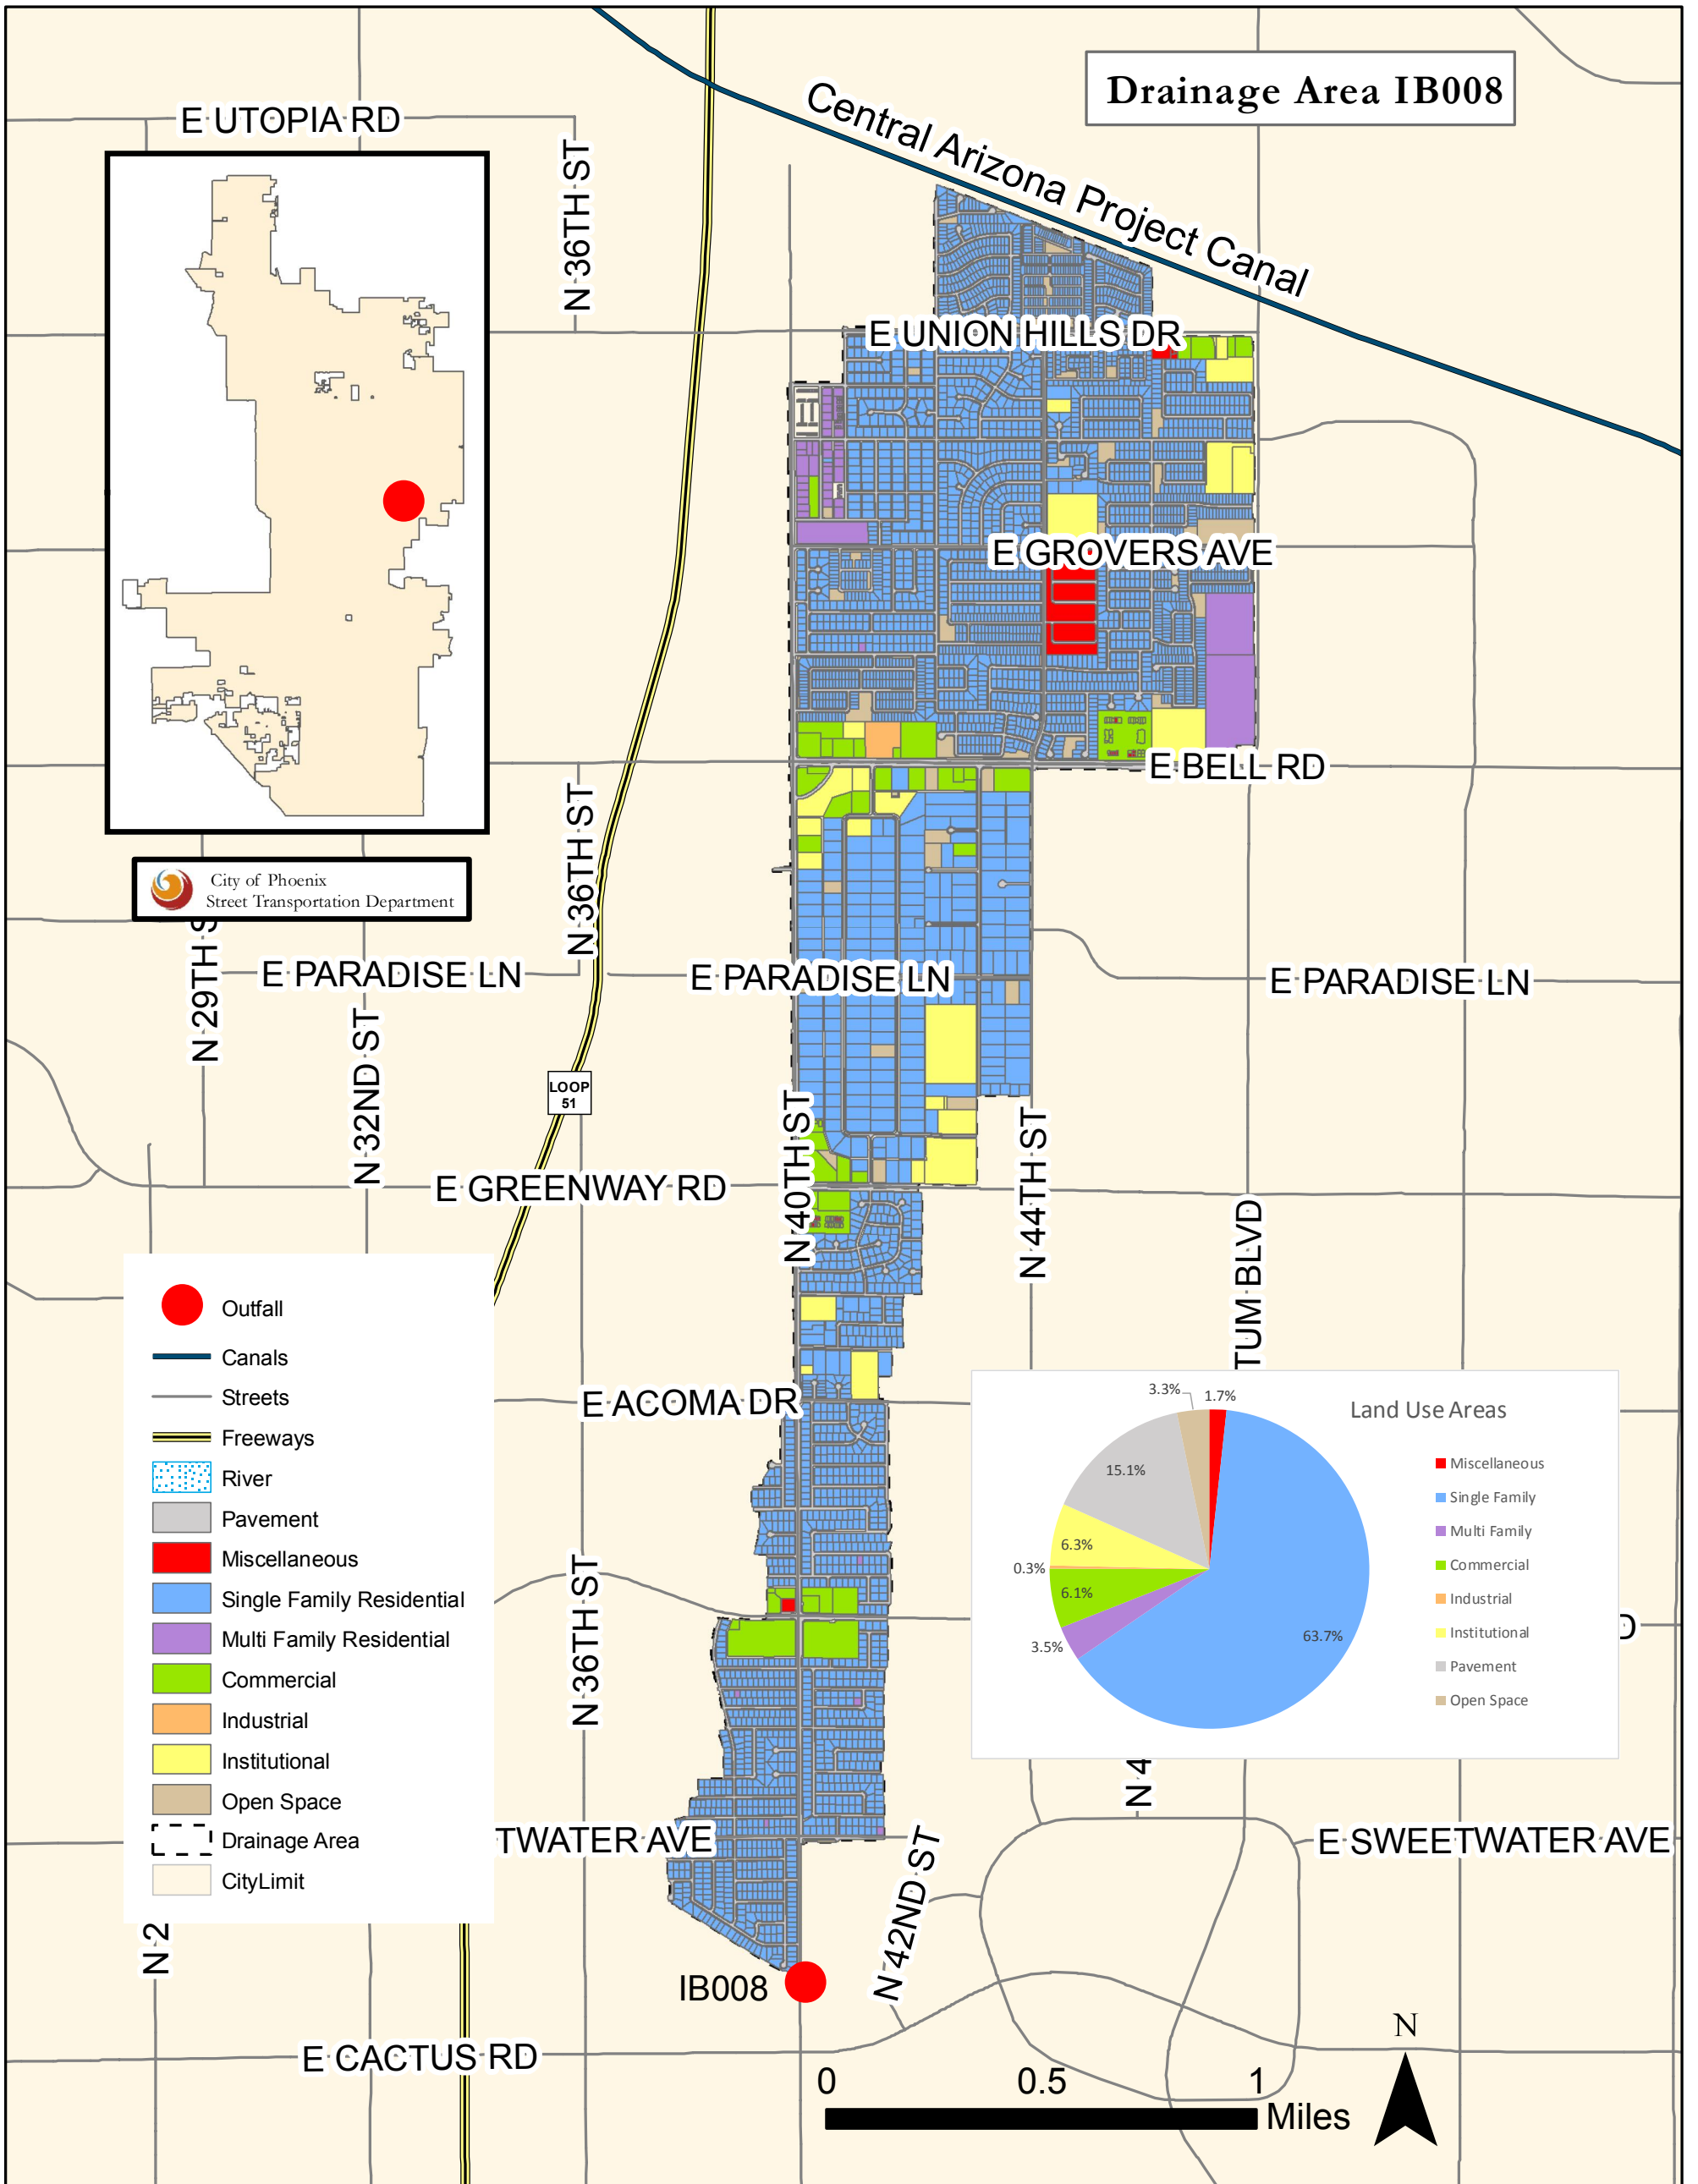 Drainage Area IB008
Central Arizona Project Canal
E UTOPIA RD
N 36TH ST
E UNION HILLS DR
E GROVERS AVE
E BELL RD
N 36TH ST
City of Phoenix
Street Transportation Department
N 29TH S
E PARADISE LN
E PARADISE LN
E PARADISE LN
N 32ND ST
LOOP
51
N 40TH ST
N 44TH ST
E GREENWAY RD
TUM BLVD
Outfall
Canals
Streets
Freeways
River
Pavement
Miscellaneous
Single Family Residential
Multi Family Residential
Commercial
Industrial
Institutional
Open Space
Drainage Area
CityLimit
E ACOMA DR
Land Use Areas
3.3%
1.7%
15.1%
6.3%
0.3%
6.1%
3.5%
63.7%
Miscellaneous
Single Family
Multi Family
Commercial
Industrial
Institutional
Pavement
Open Space
N 36TH ST
D
N 4
TWATER AVE
E SWEETWATER AVE
N 42ND ST
N 2
IB008
E CACTUS RD
N
0 0.5 1
Miles